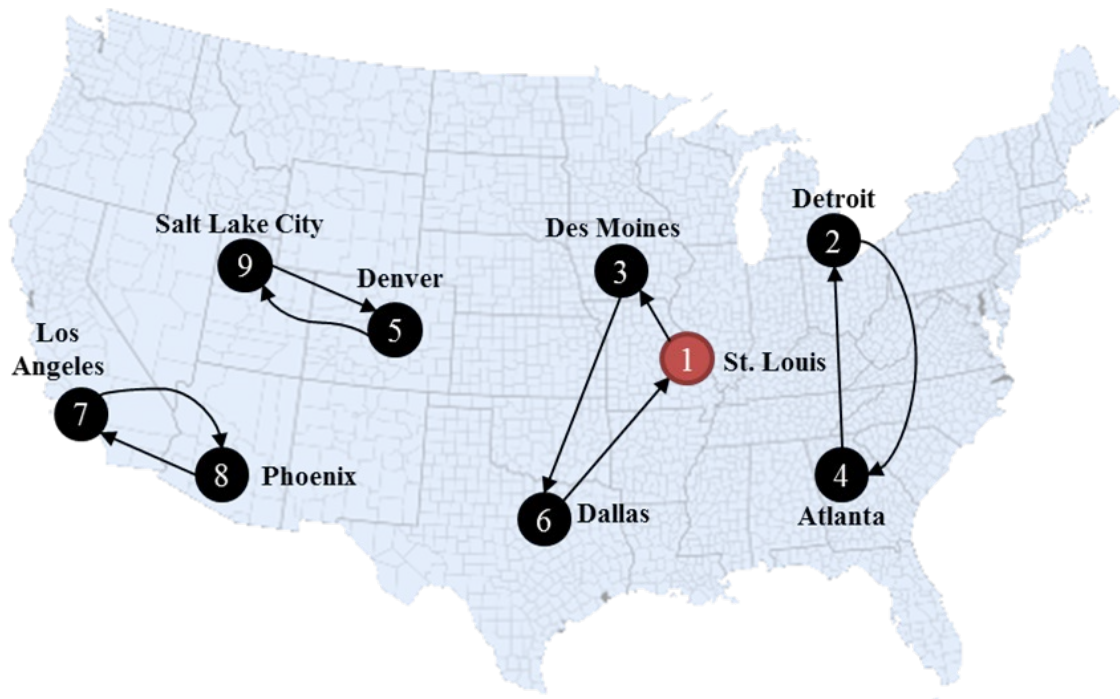 Detroit
2
Salt Lake City
Des Moines
9
3
Denver
5
Los
Angeles
1
St. Louis
7
8
Phoenix
4
6
Dallas
Atlanta